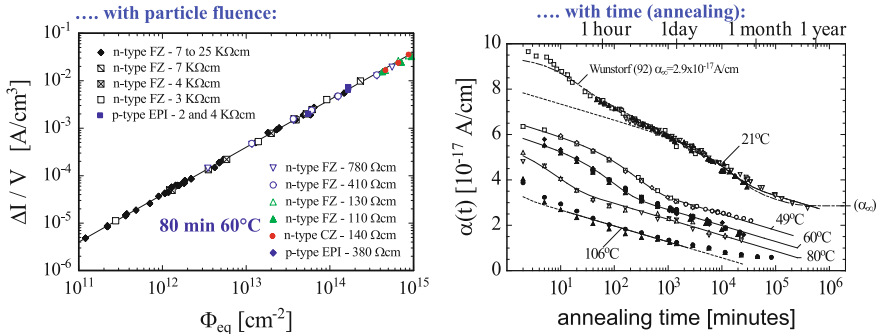 .... with particle fluence:
10⁻¹
10⁻²
10⁻³
10⁻⁴
10⁻⁵
10⁻⁶
ΔI / V [A/cm³]
n-type FZ - 7 to 25 KΩcm
n-type FZ - 7 KΩcm
n-type FZ - 4 KΩcm
n-type FZ - 3 KΩcm
p-type EPI - 2 and 4 KΩcm
n-type FZ - 780 Ωcm
n-type FZ - 410 Ωcm
n-type FZ - 130 Ωcm
n-type FZ - 110 Ωcm
n-type CZ - 140 Ωcm
p-type EPI - 380 Ωcm
80 min 60°C
10¹¹ 10¹² 10¹³ 10¹⁴ 10¹⁵
Φeq [cm⁻²]
.... with time (annealing):
1 hour 1day 1 month 1 year
10
8
6
4
2
0
α(t) [10⁻¹⁷ A/cm]
Wunstorf (92) α∞=2.9x10⁻¹⁷A/cm
21°C
(α∞)
49°C
60°C
80°C
106°C
10¹ 10² 10³ 10⁴ 10⁵ 10⁶
annealing time [minutes]